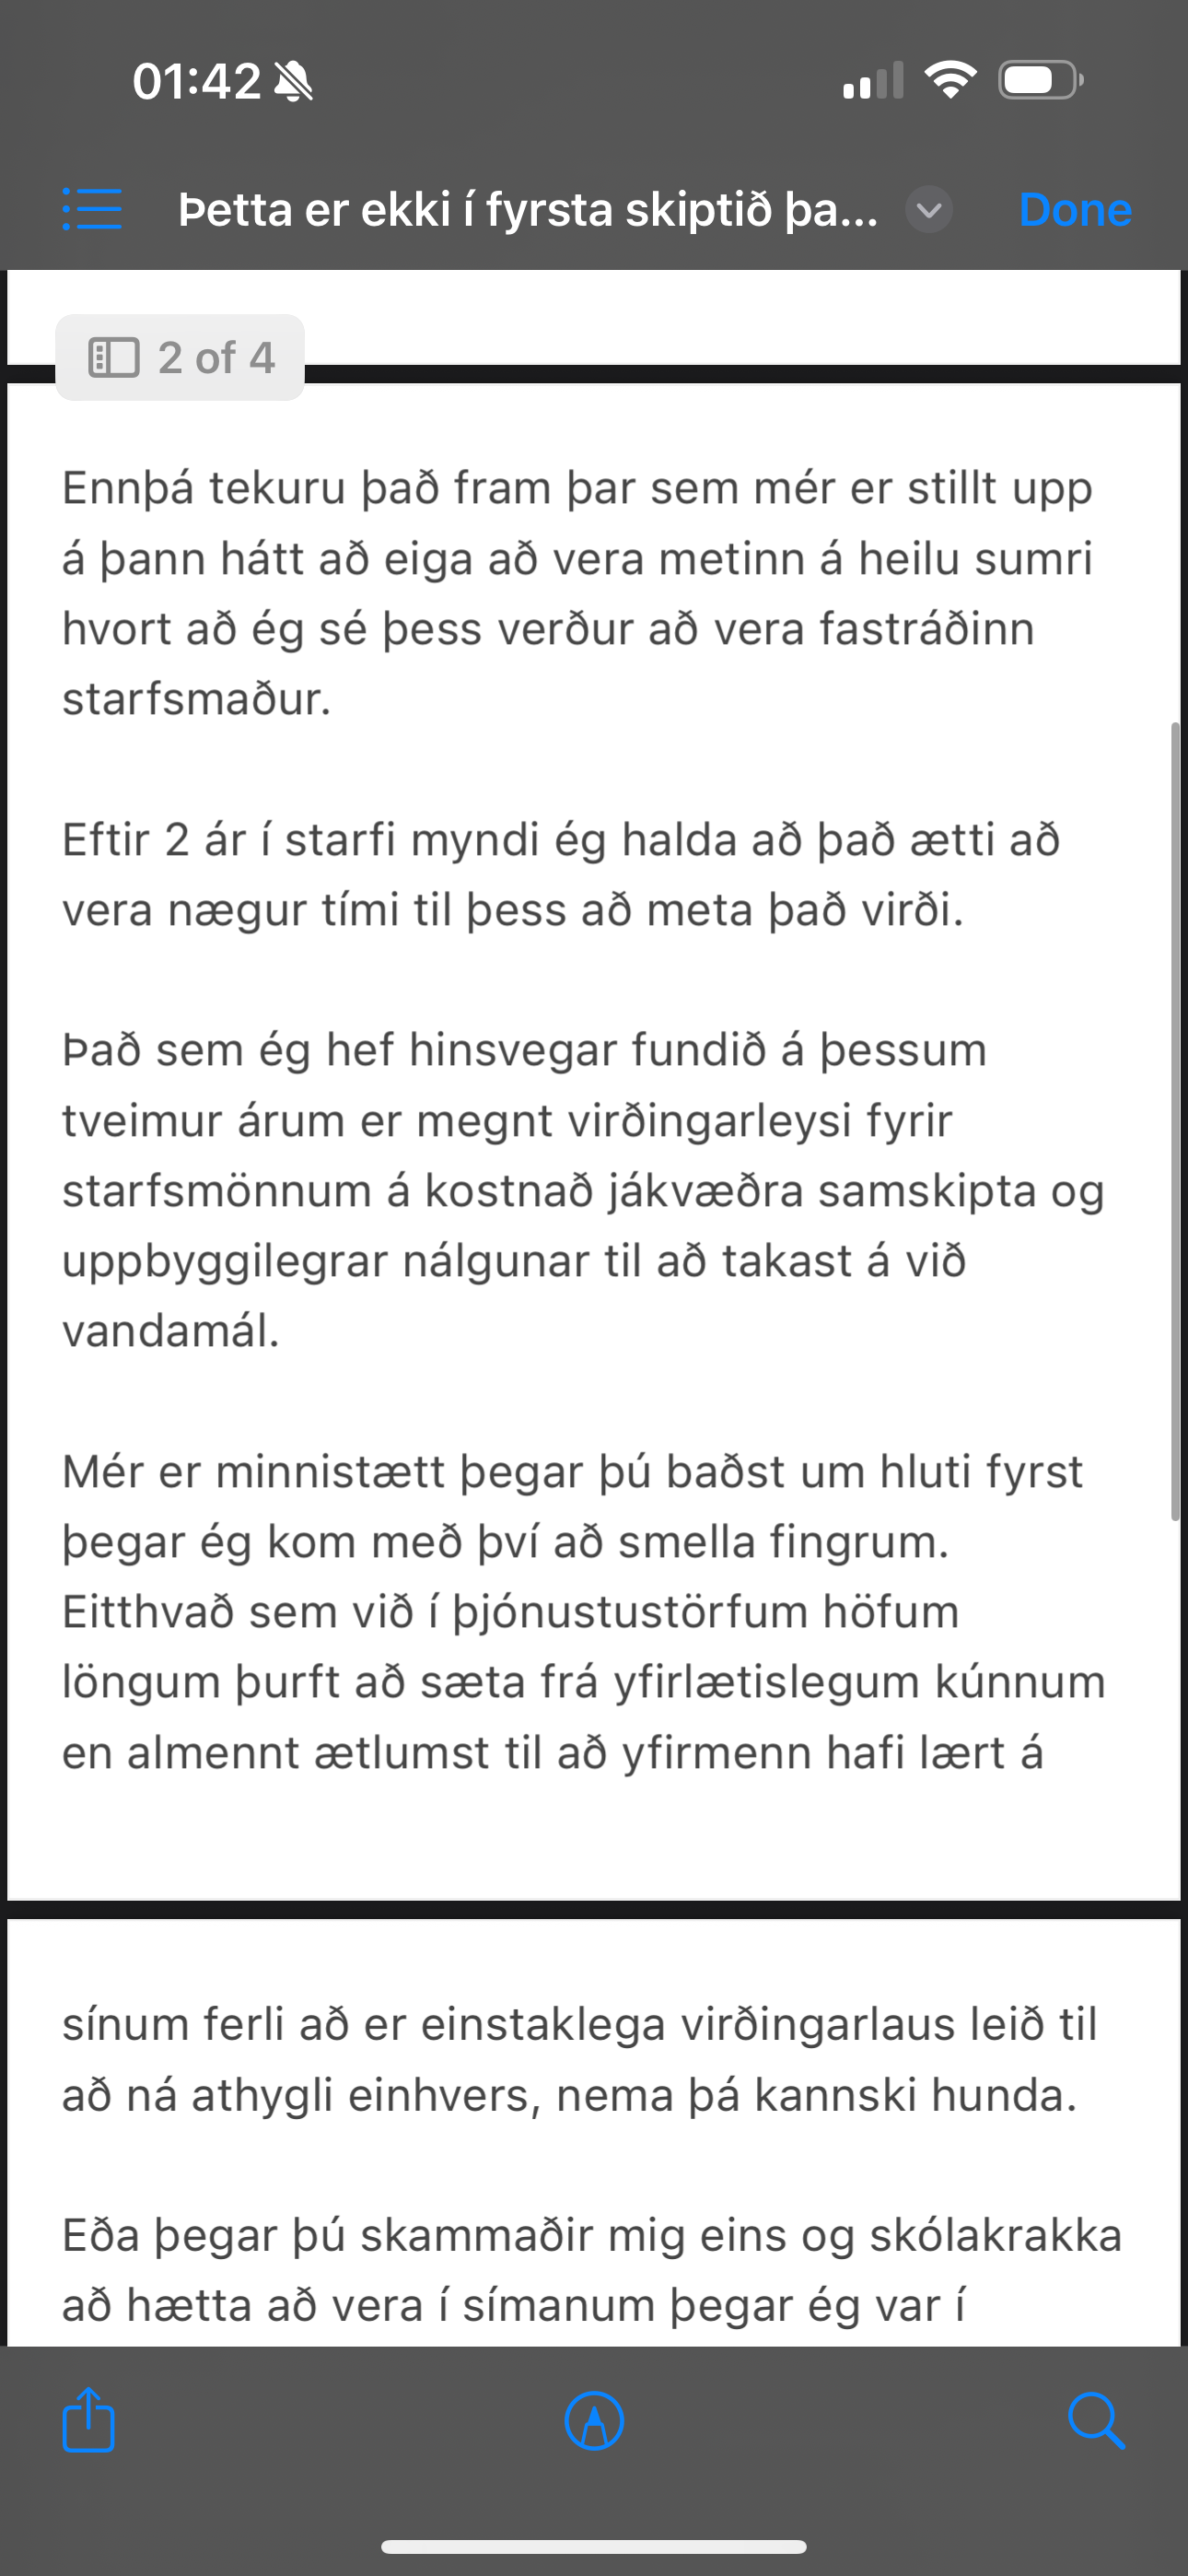 01:42
Þetta er ekki í fyrsta skiptið þa...
Done
2 of 4
Ennþá tekuru það fram þar sem mér er stillt upp
á þann hátt að eiga að vera metinn á heilu sumri
hvort að ég sé þess verður að vera fastráðinn
starfsmaður.
Eftir 2 ár í starfi myndi ég halda að það ætti að
vera nægur tími til þess að meta það virði.
Það sem ég hef hinsvegar fundið á þessum
tveimur árum er megnt virðingarleysi fyrir
starfsmönnum á kostnað jákvæðra samskipta og
uppbyggilegrar nálgunar til að takast á við
vandamál.
Mér er minnistætt þegar þú baðst um hluti fyrst
þegar ég kom með því að smella fingrum.
Eitthvað sem við í þjónustustörfum höfum
löngum þurft að sæta frá yfirlætislegum kúnnum
en almennt ætlumst til að yfirmenn hafi lært á
sínum ferli að er einstaklega virðingarlaus leið til
að ná athygli einhvers, nema þá kannski hunda.
Eða þegar þú skammaðir mig eins og skólakrakka
að hætta að vera í símanum þegar ég var í